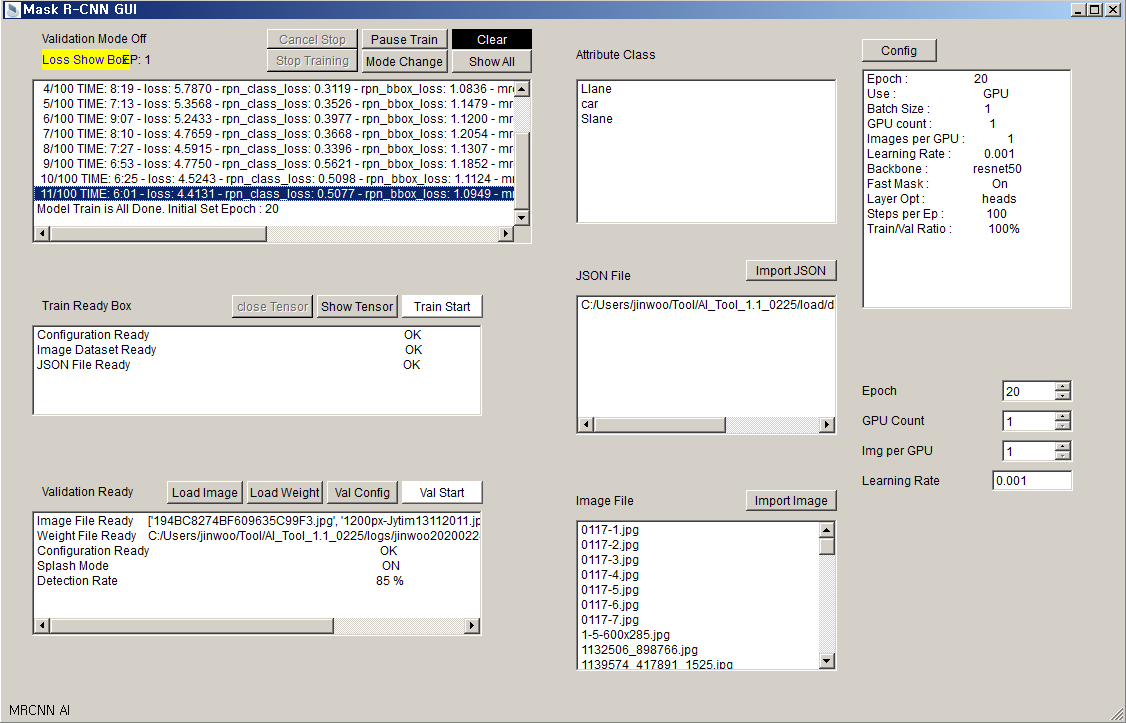 Mask R-CNN GUI
Validation Mode Off
Cancel Stop
Pause Train
Clear
Loss Show Box
EP: 1
Stop Training
Mode Change
Show All
4/100 TIME: 8:19 - loss: 5.7870 - rpn_class_loss: 0.3119 - rpn_bbox_loss: 1.0836 - mr
5/100 TIME: 7:13 - loss: 5.3568 - rpn_class_loss: 0.3526 - rpn_bbox_loss: 1.1479 - mr
6/100 TIME: 9:07 - loss: 5.2433 - rpn_class_loss: 0.3977 - rpn_bbox_loss: 1.1200 - mr
7/100 TIME: 8:10 - loss: 4.7659 - rpn_class_loss: 0.3668 - rpn_bbox_loss: 1.2054 - mr
8/100 TIME: 7:27 - loss: 4.5915 - rpn_class_loss: 0.3396 - rpn_bbox_loss: 1.1307 - mr
9/100 TIME: 6:53 - loss: 4.7750 - rpn_class_loss: 0.5621 - rpn_bbox_loss: 1.1852 - mr
10/100 TIME: 6:25 - loss: 4.5243 - rpn_class_loss: 0.5098 - rpn_bbox_loss: 1.1124 - mr
11/100 TIME: 6:01 - loss: 4.4131 - rpn_class_loss: 0.5077 - rpn_bbox_loss: 1.0949 - mr
Model Train is All Done. Initial Set Epoch : 20
Train Ready Box
close Tensor
Show Tensor
Train Start
Configuration Ready OK
Image Dataset Ready OK
JSON File Ready OK
Validation Ready
Load Image
Load Weight
Val Config
Val Start
Image File Ready ['194BC8274BF609635C99F3.jpg', '1200px-Jytim13112011.jp
Weight File Ready C:/Users/jinwoo/Tool/AI_Tool_1.1_0225/logs/jinwoo2020022
Configuration Ready OK
Splash Mode ON
Detection Rate 85 %
Attribute Class
Llane
car
Slane
JSON File
Import JSON
C:/Users/jinwoo/Tool/AI_Tool_1.1_0225/load/d
Image File
Import Image
0117-1.jpg
0117-2.jpg
0117-3.jpg
0117-4.jpg
0117-5.jpg
0117-6.jpg
0117-7.jpg
1-5-600x285.jpg
1132506_898766.jpg
1139574_417891_1525.jpg
Config
Epoch : 20
Use : GPU
Batch Size : 1
GPU count : 1
Images per GPU : 1
Learning Rate : 0.001
Backbone : resnet50
Fast Mask : On
Layer Opt : heads
Steps per Ep : 100
Train/Val Ratio : 100%
Epoch 20
GPU Count 1
Img per GPU 1
Learning Rate 0.001
MRCNN AI